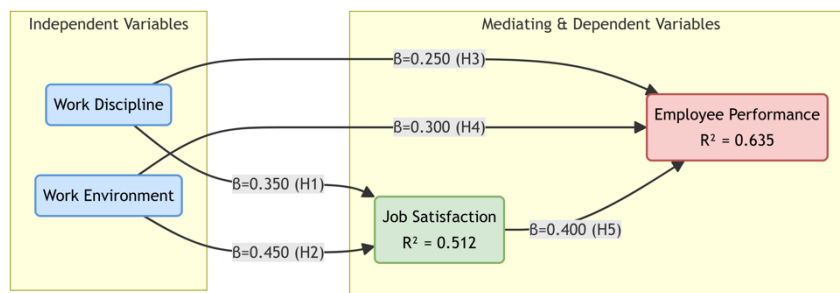 Independent Variables
Mediating & Dependent Variables
Work Discipline
Work Environment
ß=0.250 (H3)
ß=0.300 (H4)
ß=0.350 (H1)
ß=0.450 (H2)
Job Satisfaction
R² = 0.512
ß=0.400 (H5)
Employee Performance
R² = 0.635